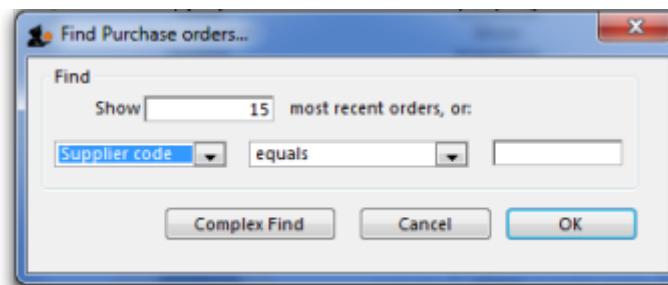 Find Purchase orders...
Find
Show 15 most recent orders, or:
Supplier code equals
Complex Find Cancel OK